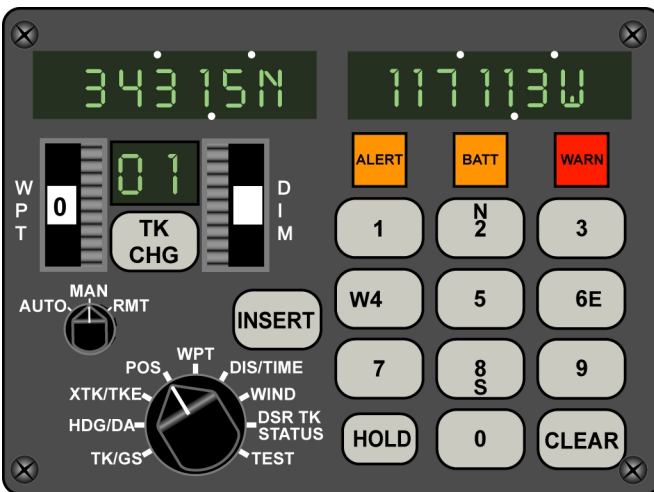 34315N
117113W
WPT
0
01
DIM
TK
CHG
ALERT
BATT
WARN
1
N
2
3
W4
5
6E
7
8
S
9
HOLD
0
CLEAR
INSERT
AUTO
MAN
RMT
POS
WPT
DIS/TIME
XTK/TKE
WIND
HDG/DA
DSR TK
STATUS
TK/GS
TEST